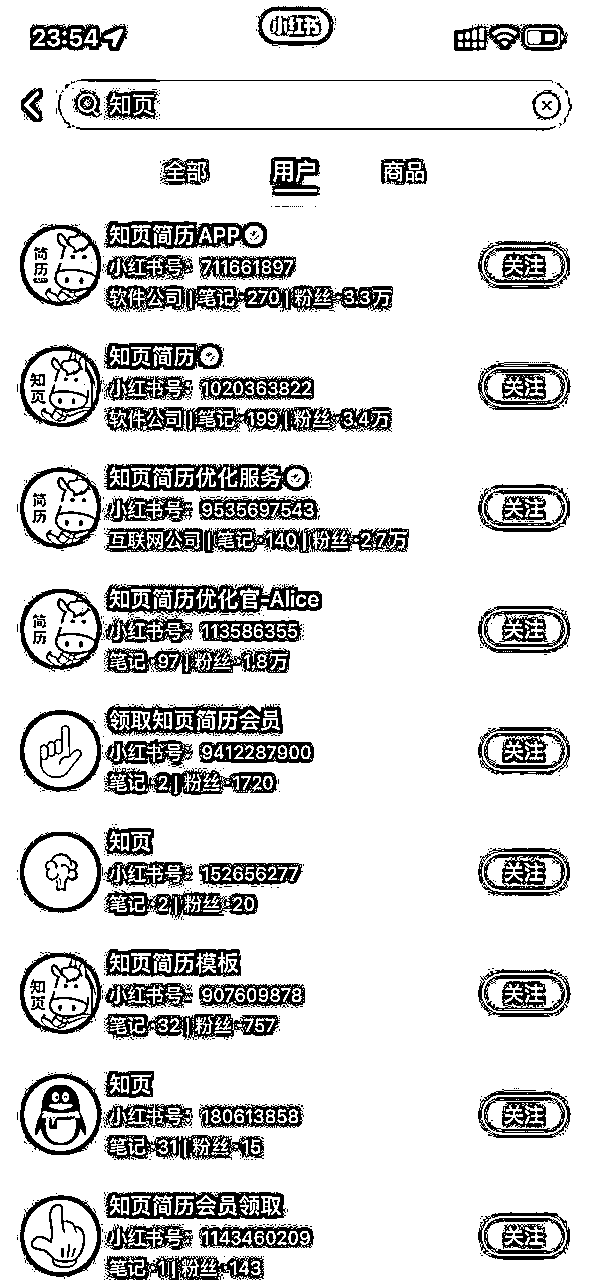 23:54
小红书
知页
全部 用户 商品
知页简历APP
小红书号：711661897
软件公司 | 笔记·270 | 粉丝·3.3万
关注
简历
知页简历
小红书号：1020363822
软件公司 | 笔记·199 | 粉丝·3.4万
关注
知页
知页简历优化服务
小红书号：9535697543
互联网公司 | 笔记·140 | 粉丝·2.7万
关注
简历
知页简历优化官-Alice
小红书号：113586355
笔记·97 | 粉丝·1.8万
关注
简历
领取知页简历会员
小红书号：9412287900
笔记·2 | 粉丝·1720
关注
知页
小红书号：152656277
笔记·2 | 粉丝·20
关注
知页简历模板
小红书号：907609878
笔记·32 | 粉丝·757
关注
知页
知页
小红书号：180613858
笔记·31 | 粉丝·15
关注
知页简历会员领取
小红书号：1143460209
笔记·1 | 粉丝·143
关注